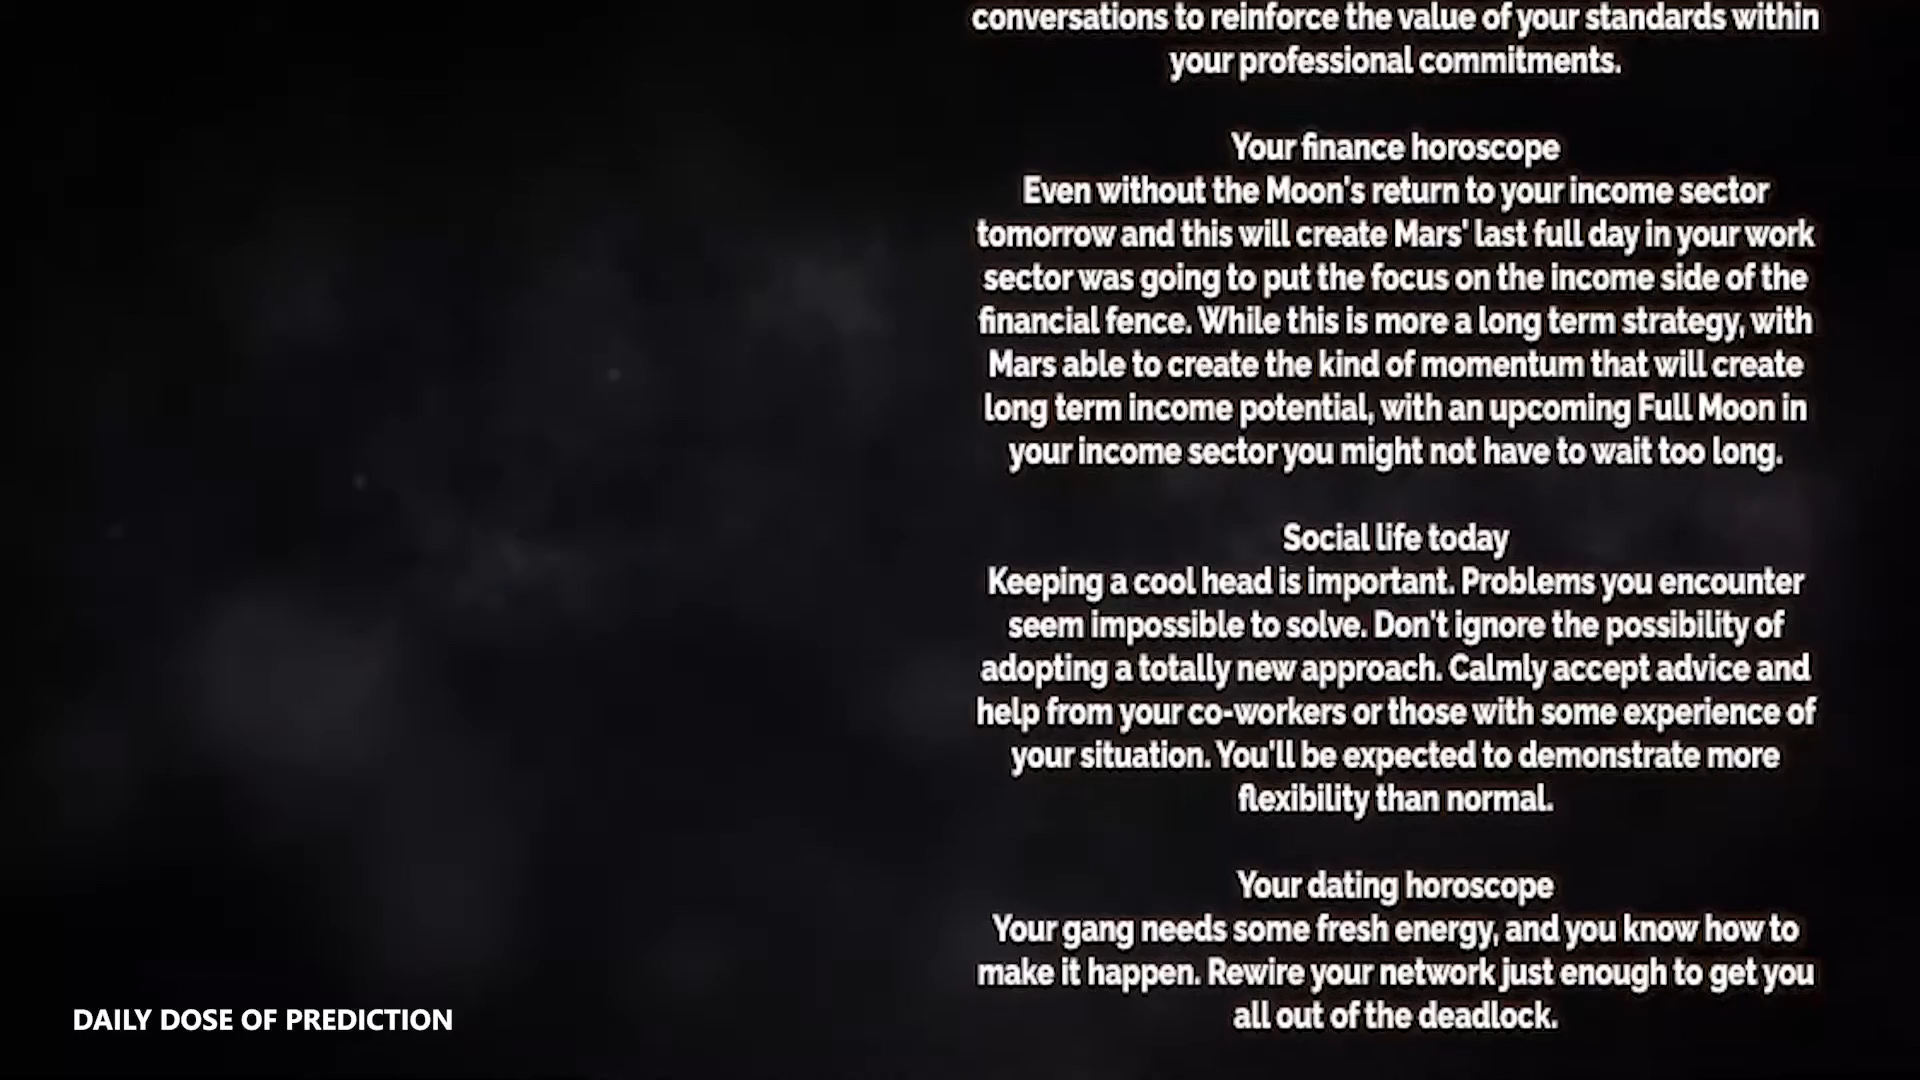 conversations to reinforce the value of your standards within
your professional commitments.
Your finance horoscope
Even without the Moon's return to your income sector
tomorrow and this will create Mars' last full day in your work
sector was going to put the focus on the income side of the
financial fence. While this is more a long term strategy, with
Mars able to create the kind of momentum that will create
long term income potential, with an upcoming Full Moon in
your income sector you might not have to wait too long.
Social life today
Keeping a cool head is important. Problems you encounter
seem impossible to solve. Don't ignore the possibility of
adopting a totally new approach. Calmly accept advice and
help from your co-workers or those with some experience of
your situation. You'll be expected to demonstrate more
flexibility than normal.
Your dating horoscope
Your gang needs some fresh energy, and you know how to
make it happen. Rewire your network just enough to get you
all out of the deadlock.
DAILY DOSE OF PREDICTION